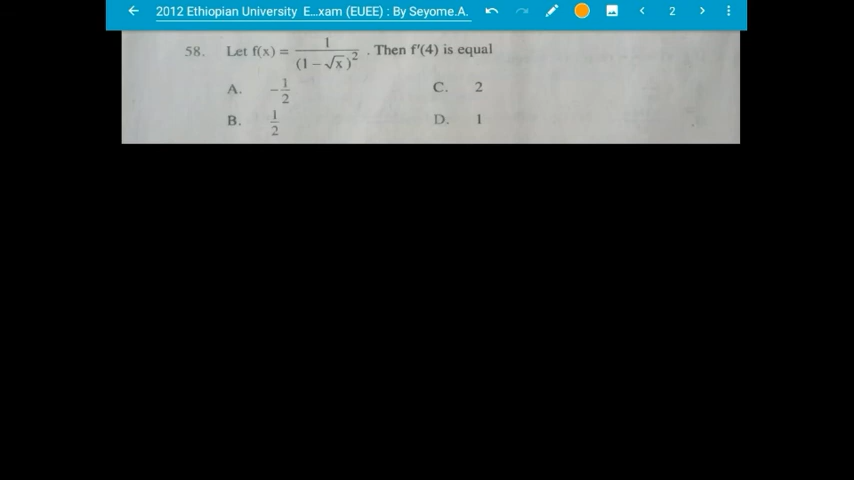 2012 Ethiopian University E...xam (EUEE) : By Seyome.A. 2
58. Let f(x) = 1/(1 − √x)². Then f'(4) is equal
A. −1/2 C. 2
B. 1/2 D. 1